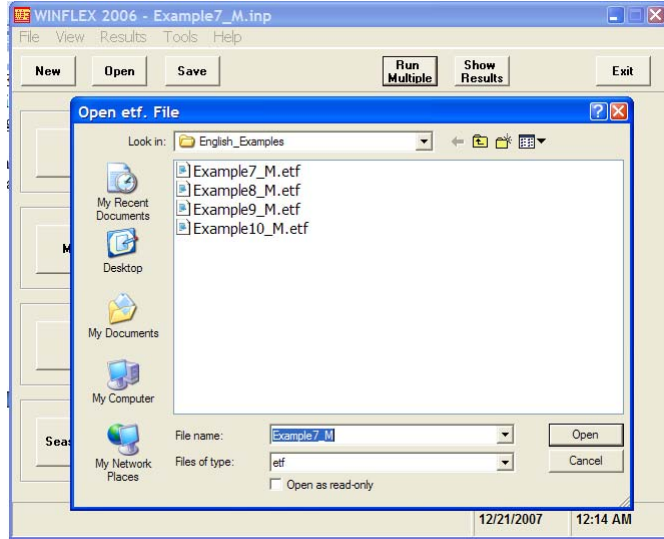 WINFLEX 2006 - Example7_M.inp
File View Results Tools Help
New Open Save Run Multiple Show Results Exit
Open etf. File
Look in: English_Examples
My Recent Documents
Desktop
My Documents
My Computer
My Network Places
Example7_M.etf
Example8_M.etf
Example9_M.etf
Example10_M.etf
M
Seas
File name: Example7_M Open
Files of type: etf Cancel
Open as read-only
12/21/2007 12:14 AM